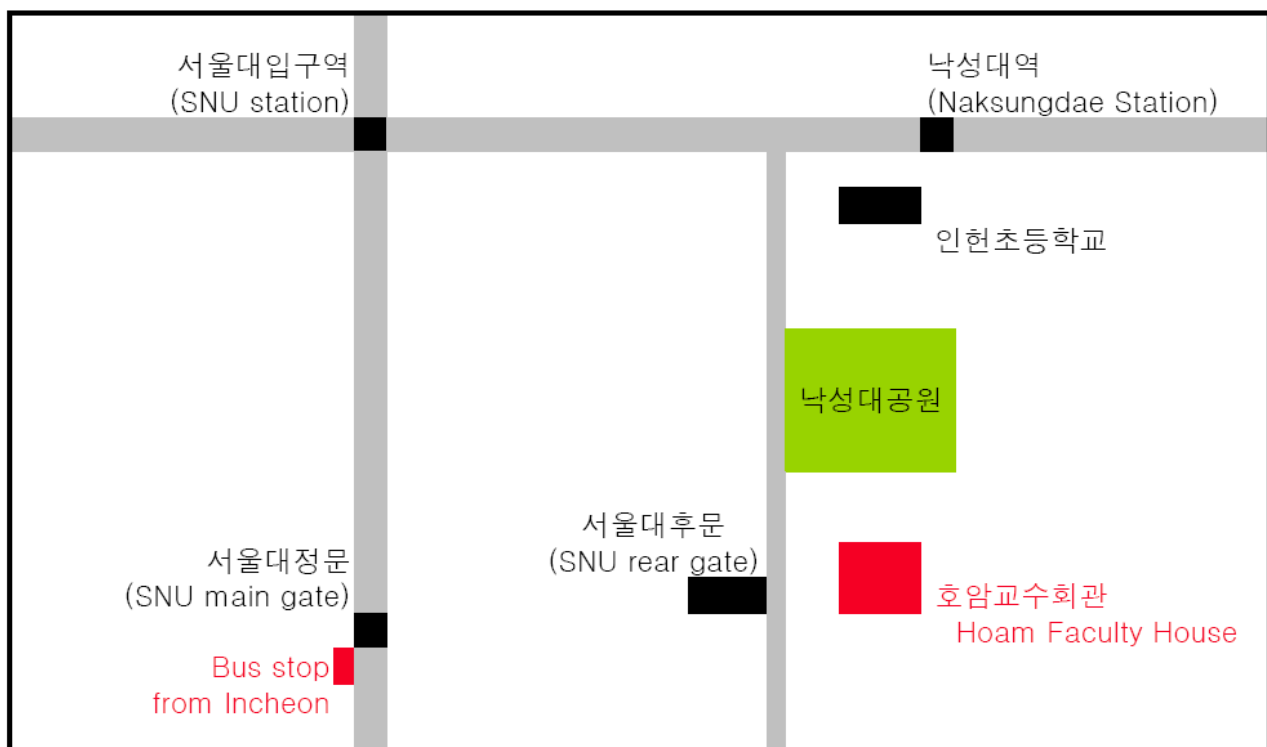 서울대입구역
(SNU station)
낙성대역
(Naksungdae Station)
인헌초등학교
낙성대공원
서울대후문
(SNU rear gate)
서울대정문
(SNU main gate)
호암교수회관
Hoam Faculty House
Bus stop
from Incheon